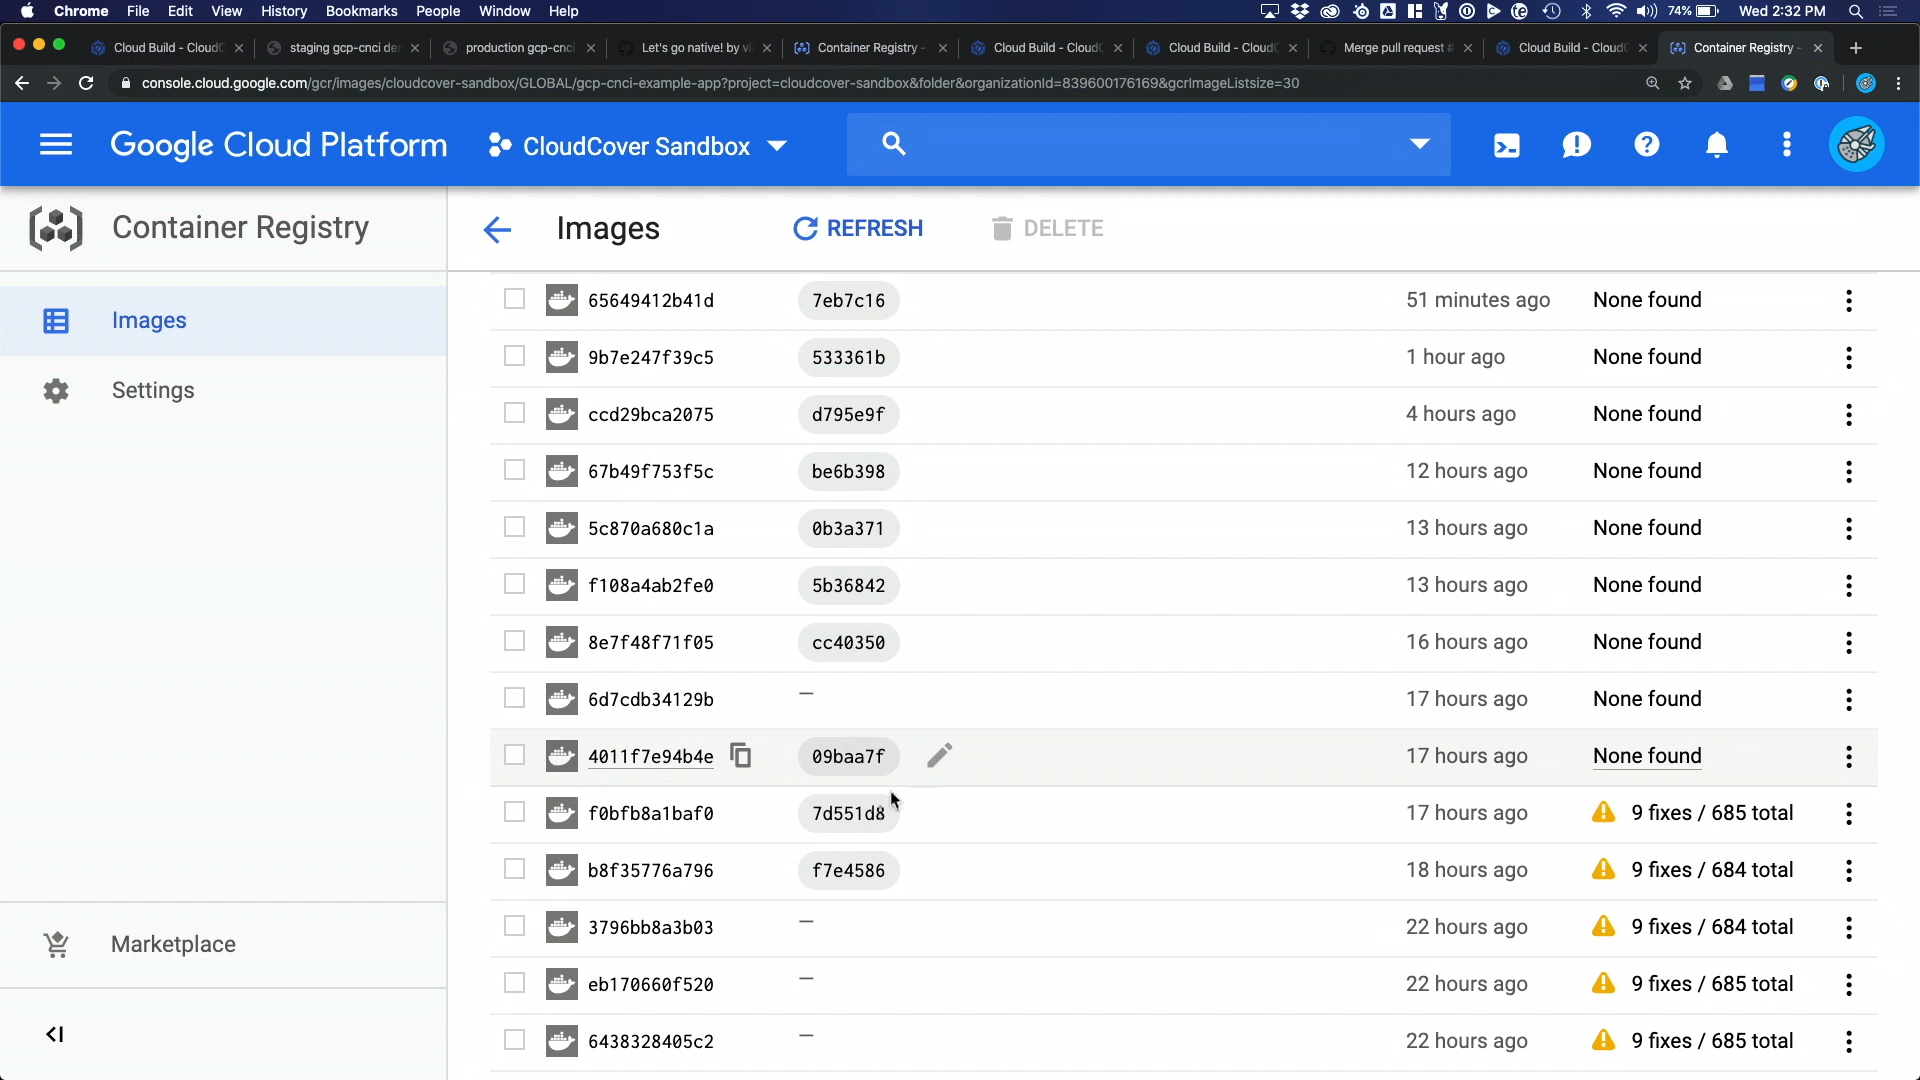 Chrome File Edit View History Bookmarks People Window Help 74% Wed 2:32 PM
Cloud Build - CloudC staging gcp-cnci der production gcp-cnci Let's go native! by vi Container Registry - Cloud Build - CloudC Cloud Build - CloudC Merge pull request # Cloud Build - CloudC Container Registry -
console.cloud.google.com/gcr/images/cloudcover-sandbox/GLOBAL/gcp-cnci-example-app?project=cloudcover-sandbox&folder&organizationId=839600176169&gcrImageListsize=30
Google Cloud Platform CloudCover Sandbox
Container Registry Images REFRESH DELETE
Images
Settings
65649412b41d 7eb7c16 51 minutes ago None found
9b7e247f39c5 533361b 1 hour ago None found
ccd29bca2075 d795e9f 4 hours ago None found
67b49f753f5c be6b398 12 hours ago None found
5c870a680c1a 0b3a371 13 hours ago None found
f108a4ab2fe0 5b36842 13 hours ago None found
8e7f48f71f05 cc40350 16 hours ago None found
6d7cdb34129b — 17 hours ago None found
4011f7e94b4e 09baa7f 17 hours ago None found
f0bfb8a1baf0 7d551d8 17 hours ago 9 fixes / 685 total
b8f35776a796 f7e4586 18 hours ago 9 fixes / 684 total
3796bb8a3b03 — 22 hours ago 9 fixes / 684 total
eb170660f520 — 22 hours ago 9 fixes / 685 total
6438328405c2 — 22 hours ago 9 fixes / 685 total
Marketplace